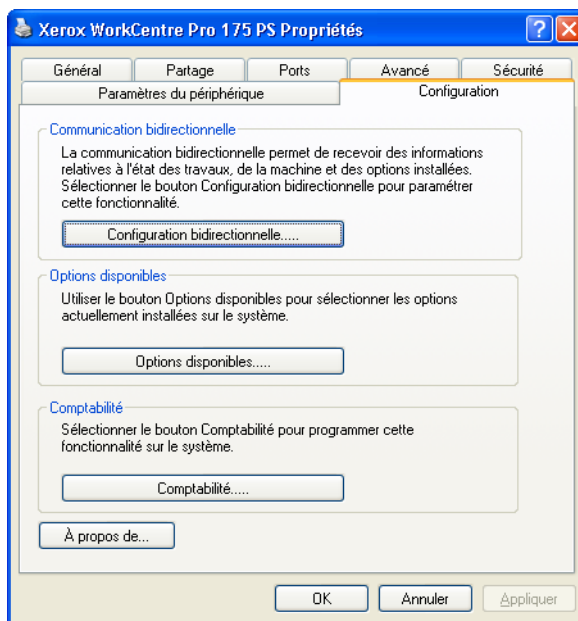 Xerox WorkCentre Pro 175 PS Propriétés
Général Partage Ports Avancé Sécurité
Paramètres du périphérique Configuration
Communication bidirectionnelle
La communication bidirectionnelle permet de recevoir des informations
relatives à l'état des travaux, de la machine et des options installées.
Sélectionner le bouton Configuration bidirectionnelle pour paramétrer
cette fonctionnalité.
Configuration bidirectionnelle.....
Options disponibles
Utiliser le bouton Options disponibles pour sélectionner les options
actuellement installées sur le système.
Options disponibles.....
Comptabilité
Sélectionner le bouton Comptabilité pour programmer cette
fonctionnalité sur le système.
Comptabilité.....
À propos de...
OK Annuler Appliquer